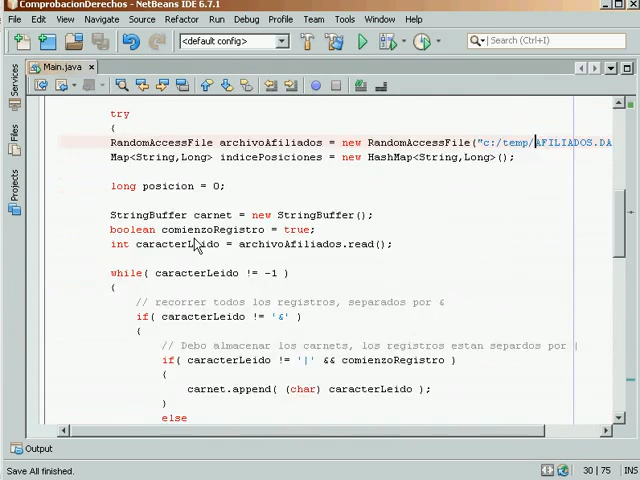 ComprobacionDerechos - NetBeans IDE 6.7.1
File Edit View Navigate Source Refactor Run Debug Profile Team Tools Window Help
<default config> Search (Ctrl+I)
Main.java
Services
Files
Projects
try
{
RandomAccessFile archivoAfiliados = new RandomAccessFile("c:/temp/AFILIADOS.DA
Map<String,Long> indicePosiciones = new HashMap<String,Long>();
long posicion = 0;
StringBuffer carnet = new StringBuffer();
boolean comienzoRegistro = true;
int caracterLeido = archivoAfiliados.read();
while( caracterLeido != -1 )
{
// recorrer todos los registros, separados por &
if( caracterLeido != '&' )
{
// Debo almacenar los carnets, los registros estan separdos por |
if( caracterLeido != '|' && comienzoRegistro )
{
carnet.append( (char) caracterLeido );
}
else
Output
Save All finished. 30 | 75 INS